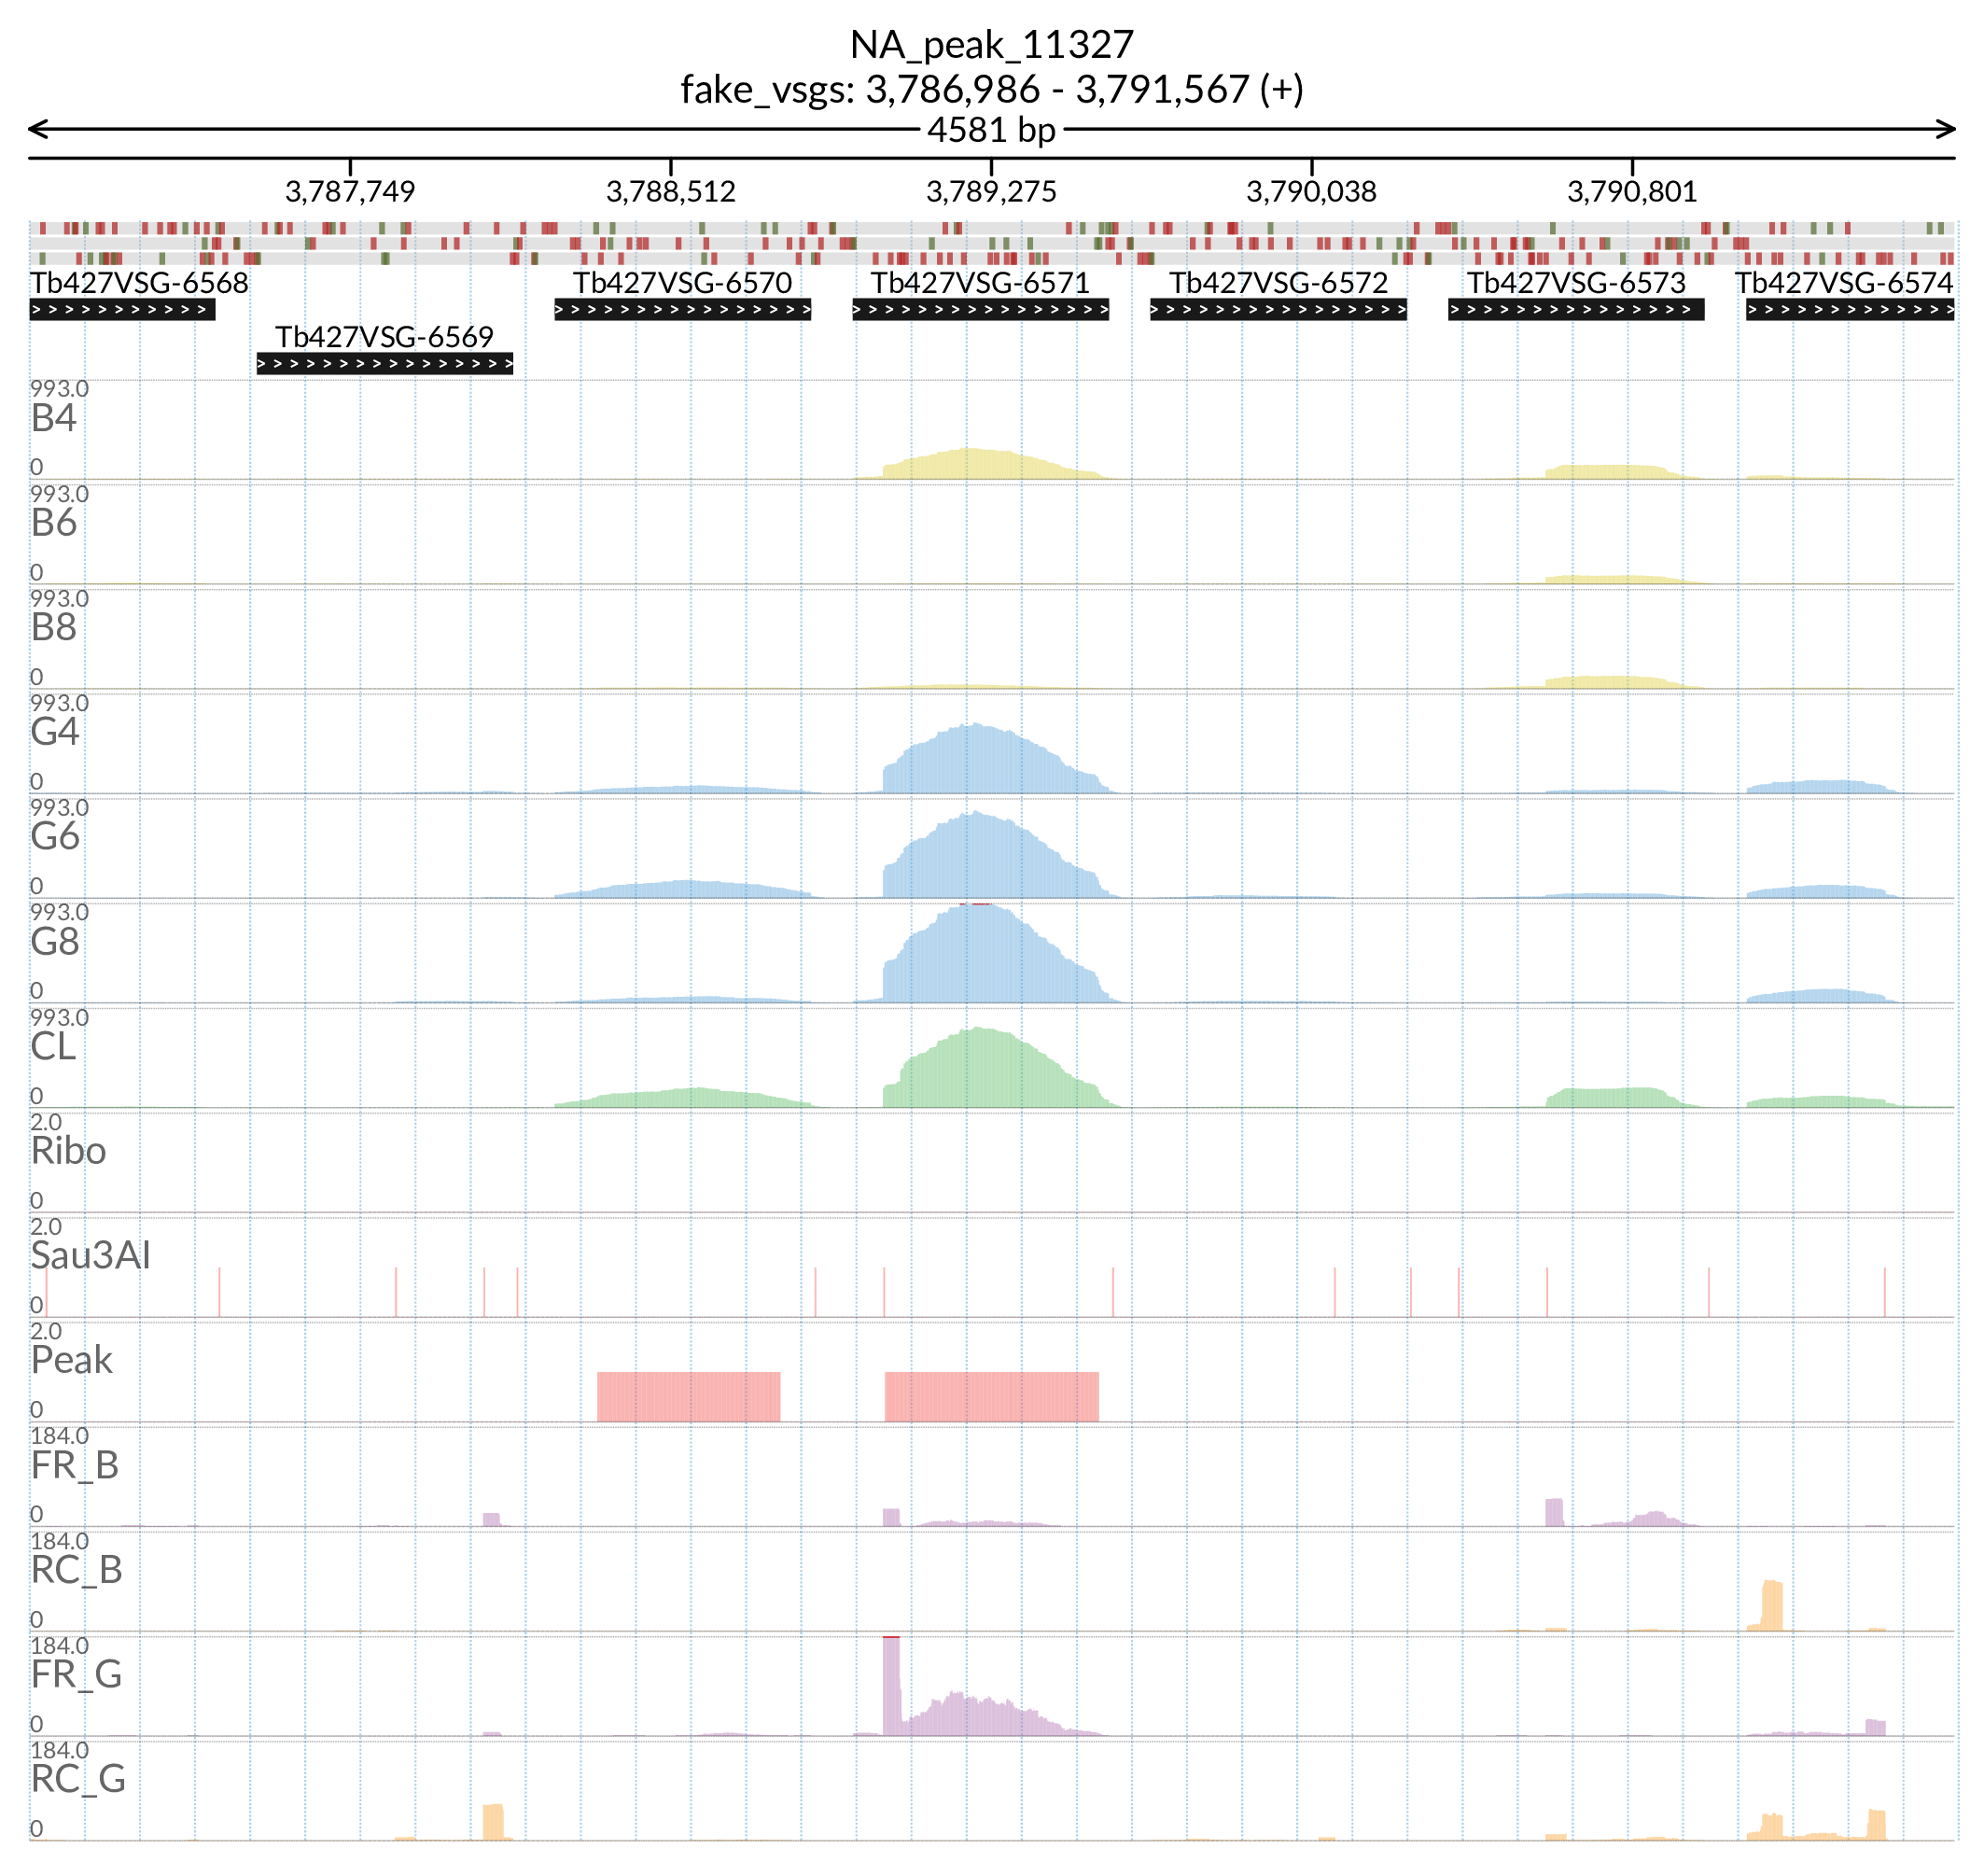 NA_peak_11327
fake_vsgs: 3,786,986 - 3,791,567 (+)
4581 bp
3,787,749 3,788,512 3,789,275 3,790,038 3,790,801
Tb427VSG-6568 Tb427VSG-6570 Tb427VSG-6571 Tb427VSG-6572 Tb427VSG-6573 Tb427VSG-6574
Tb427VSG-6569
993.0
B4
0
993.0
B6
0
993.0
B8
0
993.0
G4
0
993.0
G6
0
993.0
G8
0
993.0
CL
0
2.0
Ribo
0
2.0
Sau3AI
0
2.0
Peak
0
184.0
FR_B
0
184.0
RC_B
0
184.0
FR_G
0
184.0
RC_G
0